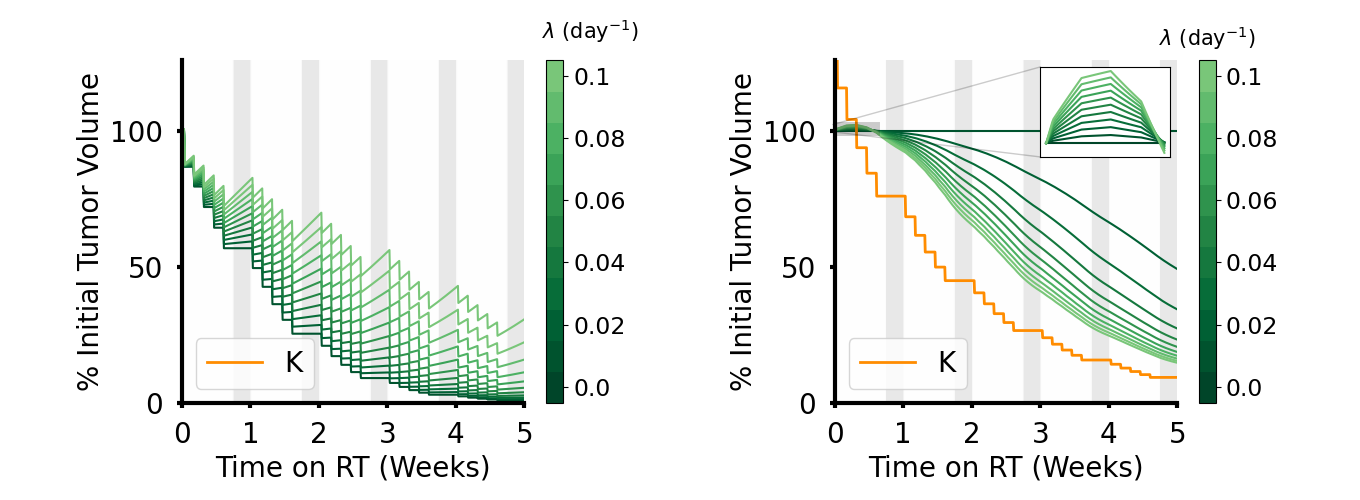 λ (day⁻¹)
% Initial Tumor Volume
100
50
0
K
0 1 2 3 4 5
Time on RT (Weeks)
0.1
0.08
0.06
0.04
0.02
0.0
λ (day⁻¹)
% Initial Tumor Volume
100
50
0
K
0 1 2 3 4 5
Time on RT (Weeks)
0.1
0.08
0.06
0.04
0.02
0.0